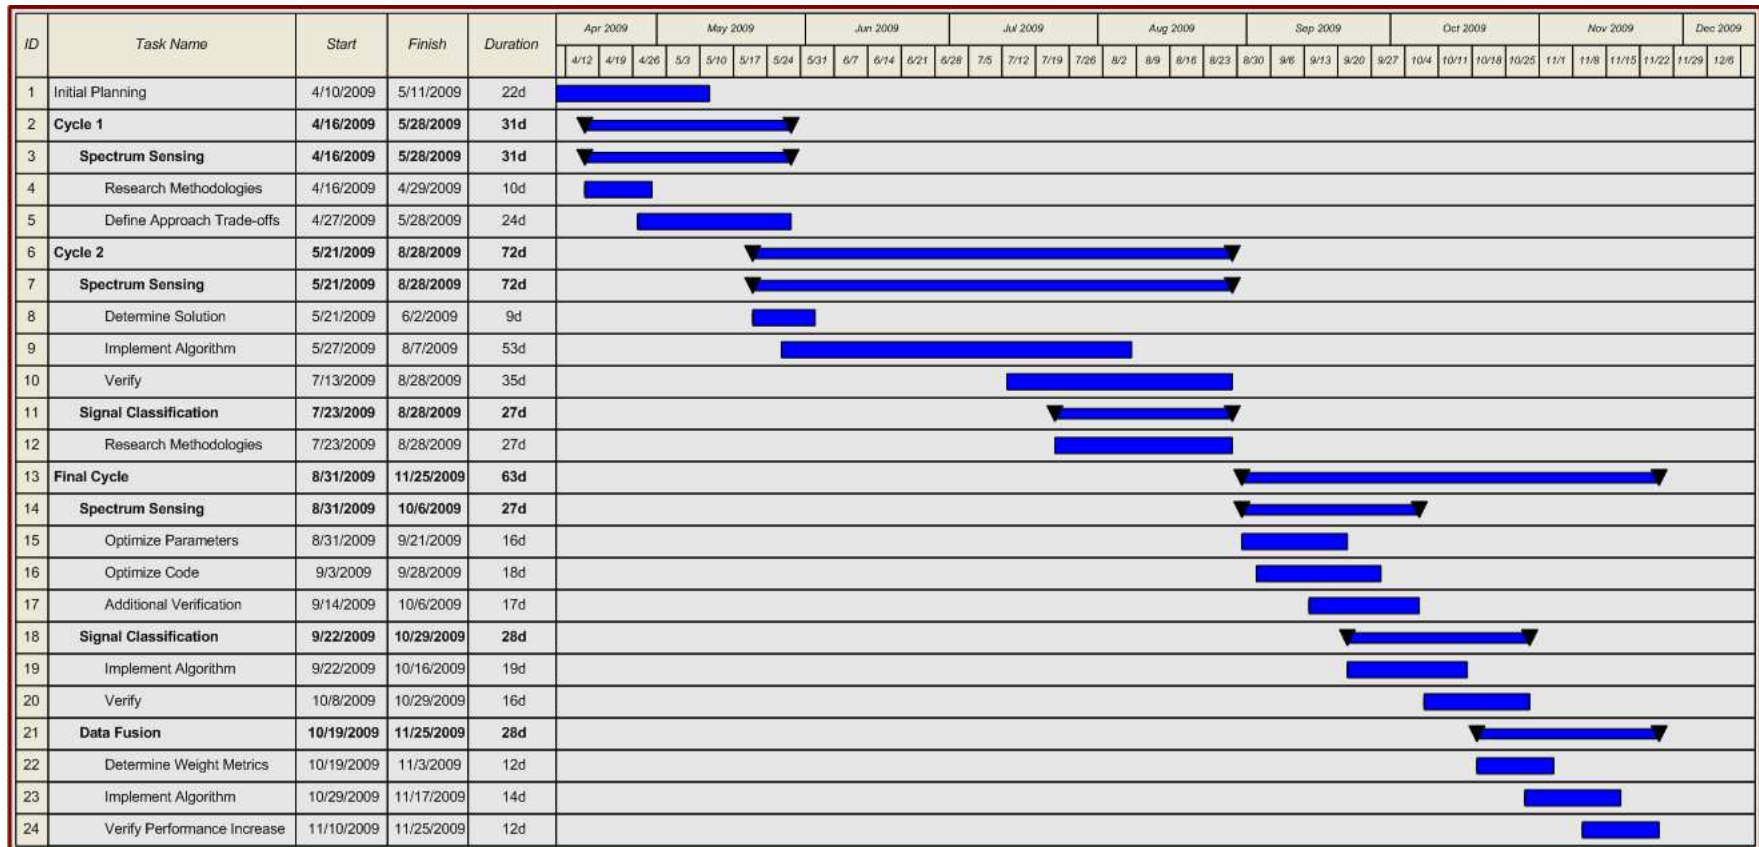 ID Task Name Start Finish Duration Apr 2009 May 2009 Jun 2009 Jul 2009 Aug 2009 Sep 2009 Oct 2009 Nov 2009 Dec 2009
4/12 4/19 4/26 5/3 5/10 5/17 5/24 5/31 6/7 6/14 6/21 6/28 7/5 7/12 7/19 7/26 8/2 8/9 8/16 8/23 8/30 9/6 9/13 9/20 9/27 10/4 10/11 10/18 10/25 11/1 11/8 11/15 11/22 11/29 12/6
1 Initial Planning 4/10/2009 5/11/2009 22d
2 Cycle 1 4/16/2009 5/28/2009 31d
3 Spectrum Sensing 4/16/2009 5/28/2009 31d
4 Research Methodologies 4/16/2009 4/29/2009 10d
5 Define Approach Trade-offs 4/27/2009 5/28/2009 24d
6 Cycle 2 5/21/2009 8/28/2009 72d
7 Spectrum Sensing 5/21/2009 8/28/2009 72d
8 Determine Solution 5/21/2009 6/2/2009 9d
9 Implement Algorithm 5/27/2009 8/7/2009 53d
10 Verify 7/13/2009 8/28/2009 35d
11 Signal Classification 7/23/2009 8/28/2009 27d
12 Research Methodologies 7/23/2009 8/28/2009 27d
13 Final Cycle 8/31/2009 11/25/2009 63d
14 Spectrum Sensing 8/31/2009 10/6/2009 27d
15 Optimize Parameters 8/31/2009 9/21/2009 16d
16 Optimize Code 9/3/2009 9/28/2009 18d
17 Additional Verification 9/14/2009 10/6/2009 17d
18 Signal Classification 9/22/2009 10/29/2009 28d
19 Implement Algorithm 9/22/2009 10/16/2009 19d
20 Verify 10/8/2009 10/29/2009 16d
21 Data Fusion 10/19/2009 11/25/2009 28d
22 Determine Weight Metrics 10/19/2009 11/3/2009 12d
23 Implement Algorithm 10/29/2009 11/17/2009 14d
24 Verify Performance Increase 11/10/2009 11/25/2009 12d